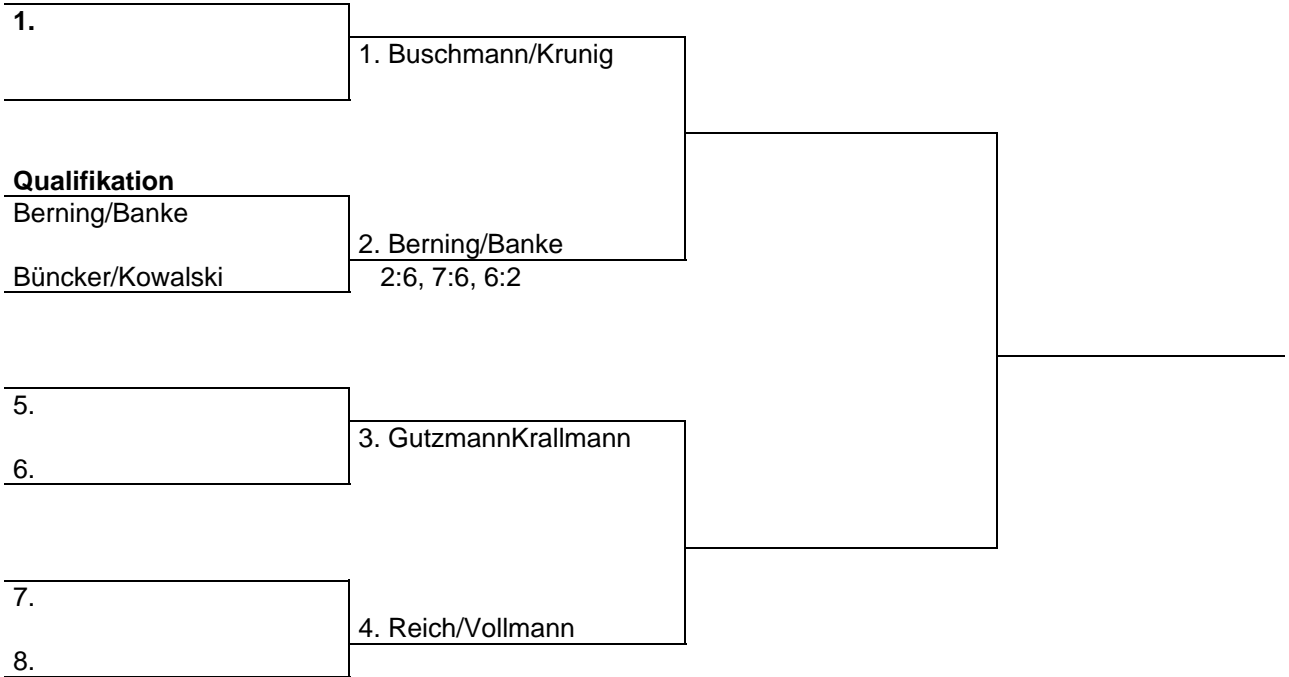 1.
1. Buschmann/Krunig
Qualifikation
Berning/Banke
2. Berning/Banke
Büncker/Kowalski
2:6, 7:6, 6:2
5.
3. GutzmannKrallmann
6.
7.
4. Reich/Vollmann
8.